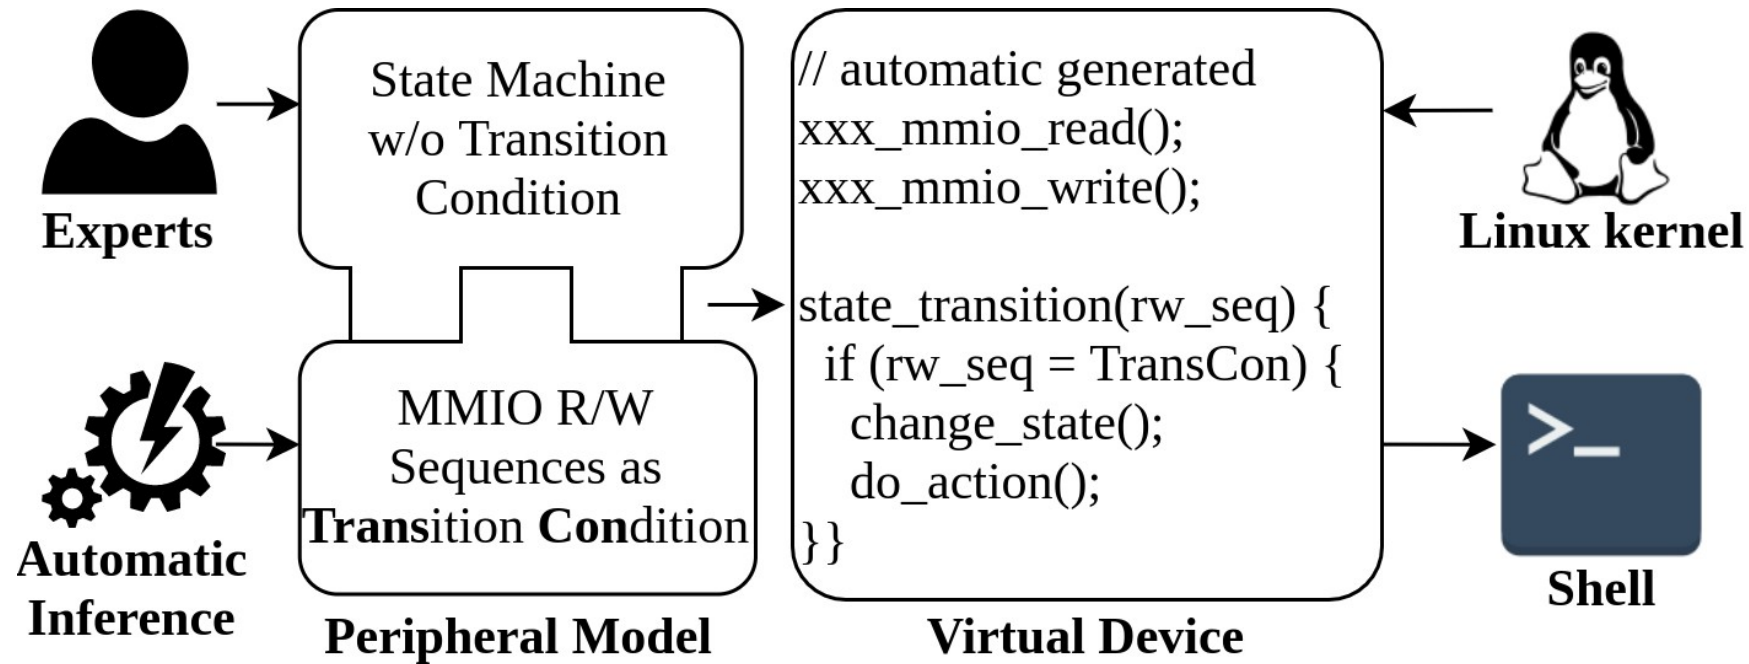 Experts
State Machine
w/o Transition
Condition
Automatic
Inference
MMIO R/W
Sequences as
Transition Condition
Peripheral Model
// automatic generated
xxx_mmio_read();
xxx_mmio_write();
state_transition(rw_seq) {
if (rw_seq = TransCon) {
change_state();
do_action();
}}
Virtual Device
Linux kernel
>_
Shell